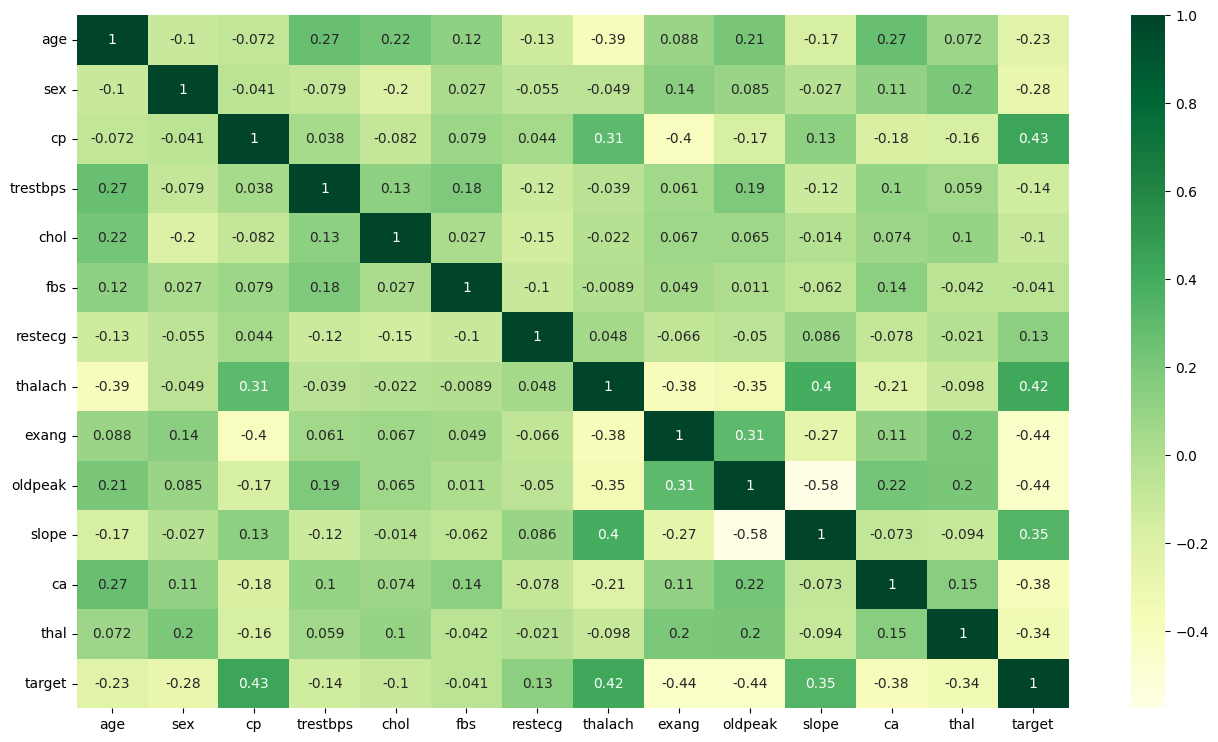 age 1 -0.1 -0.072 0.27 0.22 0.12 -0.13 -0.39 0.088 0.21 -0.17 0.27 0.072 -0.23
sex -0.1 1 -0.041 -0.079 -0.2 0.027 -0.055 -0.049 0.14 0.085 -0.027 0.11 0.2 -0.28
cp -0.072 -0.041 1 0.038 -0.082 0.079 0.044 0.31 -0.4 -0.17 0.13 -0.18 -0.16 0.43
trestbps 0.27 -0.079 0.038 1 0.13 0.18 -0.12 -0.039 0.061 0.19 -0.12 0.1 0.059 -0.14
chol 0.22 -0.2 -0.082 0.13 1 0.027 -0.15 -0.022 0.067 0.065 -0.014 0.074 0.1 -0.1
fbs 0.12 0.027 0.079 0.18 0.027 1 -0.1 -0.0089 0.049 0.011 -0.062 0.14 -0.042 -0.041
restecg -0.13 -0.055 0.044 -0.12 -0.15 -0.1 1 0.048 -0.066 -0.05 0.086 -0.078 -0.021 0.13
thalach -0.39 -0.049 0.31 -0.039 -0.022 -0.0089 0.048 1 -0.38 -0.35 0.4 -0.21 -0.098 0.42
exang 0.088 0.14 -0.4 0.061 0.067 0.049 -0.066 -0.38 1 0.31 -0.27 0.11 0.2 -0.44
oldpeak 0.21 0.085 -0.17 0.19 0.065 0.011 -0.05 -0.35 0.31 1 -0.58 0.22 0.2 -0.44
slope -0.17 -0.027 0.13 -0.12 -0.014 -0.062 0.086 0.4 -0.27 -0.58 1 -0.073 -0.094 0.35
ca 0.27 0.11 -0.18 0.1 0.074 0.14 -0.078 -0.21 0.11 0.22 -0.073 1 0.15 -0.38
thal 0.072 0.2 -0.16 0.059 0.1 -0.042 -0.021 -0.098 0.2 0.2 -0.094 0.15 1 -0.34
target -0.23 -0.28 0.43 -0.14 -0.1 -0.041 0.13 0.42 -0.44 -0.44 0.35 -0.38 -0.34 1
age sex cp trestbps chol fbs restecg thalach exang oldpeak slope ca thal target
1.0
0.8
0.6
0.4
0.2
0.0
−0.2
−0.4